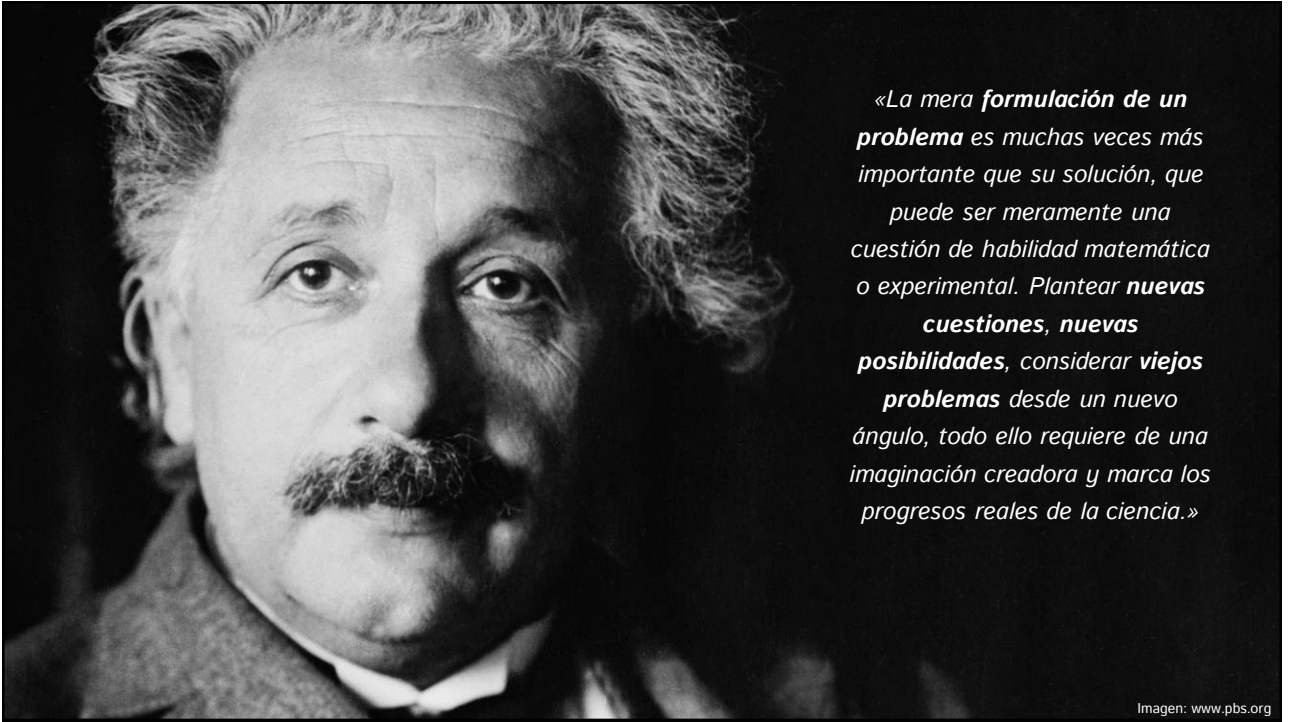 «La mera formulación de un
problema es muchas veces más
importante que su solución, que
puede ser meramente una
cuestión de habilidad matemática
o experimental. Plantear nuevas
cuestiones, nuevas
posibilidades, considerar viejos
problemas desde un nuevo
ángulo, todo ello requiere de una
imaginación creadora y marca los
progresos reales de la ciencia.»
Imagen: www.pbs.org